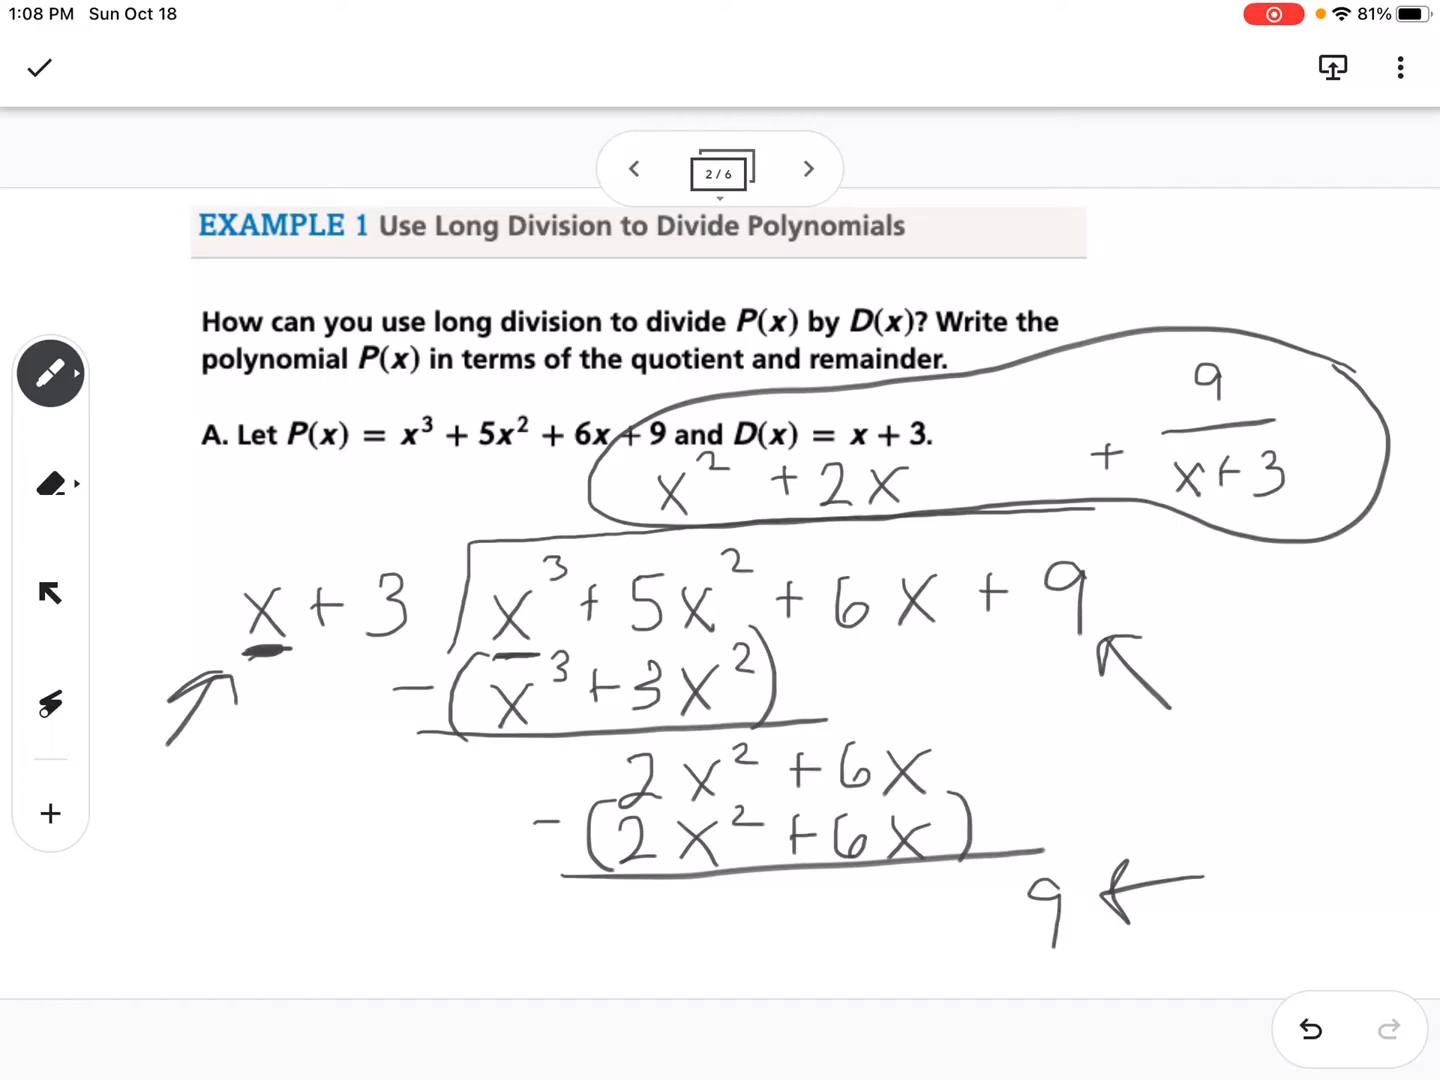 1:08 PM Sun Oct 18
81%
2 / 6
EXAMPLE 1 Use Long Division to Divide Polynomials
How can you use long division to divide P(x) by D(x)? Write the
polynomial P(x) in terms of the quotient and remainder.
A. Let P(x) = x³ + 5x² + 6x + 9 and D(x) = x + 3.
x² + 2x + 9/(x+3)
x + 3 x³ + 5x² + 6x + 9
-(x³ + 3x²)
2x² + 6x
-(2x² + 6x)
9